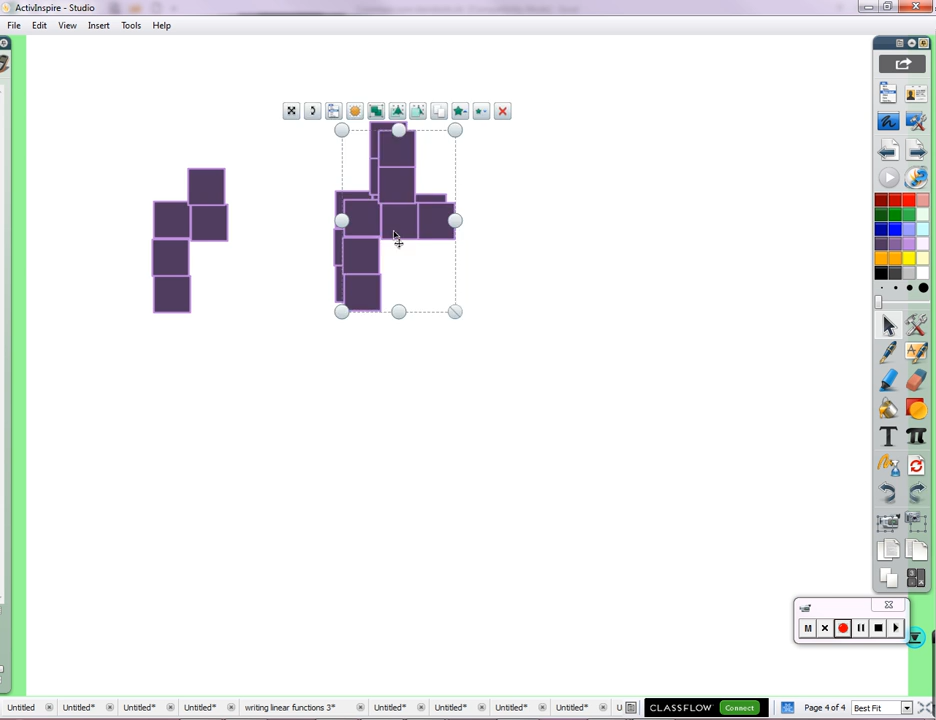 ActivInspire - Studio
File Edit View Insert Tools Help
M
T π
Untitled Untitled* Untitled* Untitled* writing linear functions 3* Untitled* Untitled* Untitled* Untitled* U CLASSFLOW Connect Page 4 of 4 Best Fit